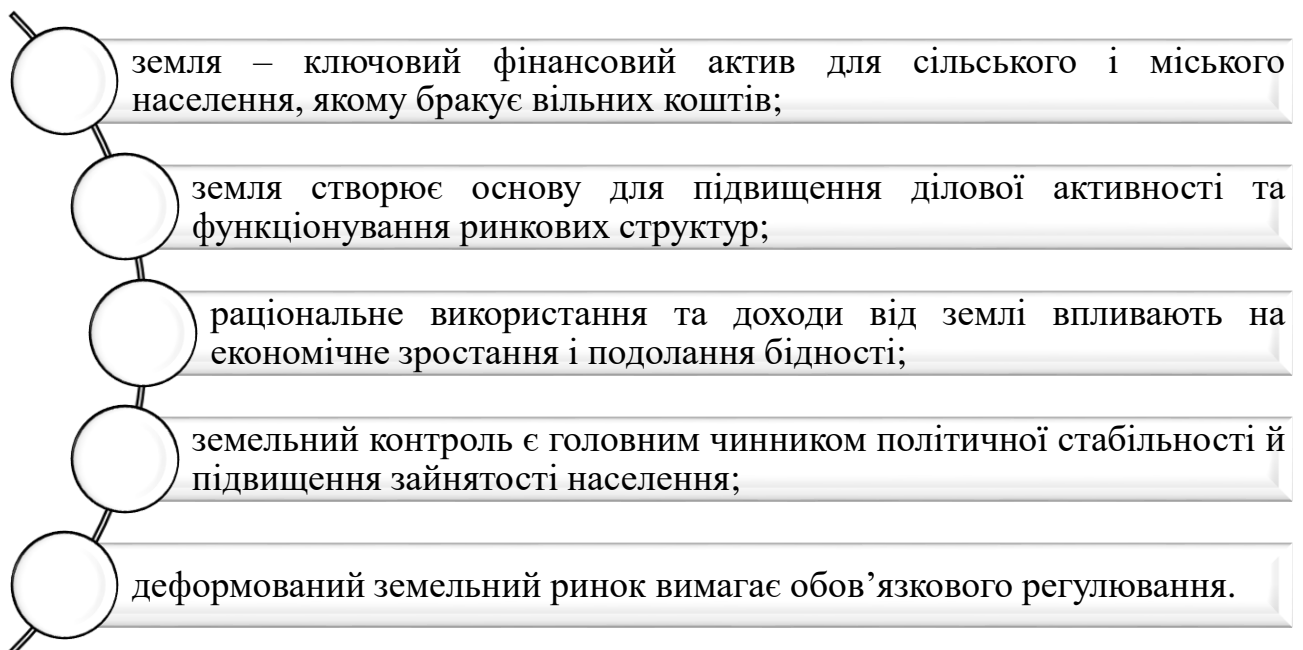 земля – ключовий фінансовий актив для сільського і міського
населення, якому бракує вільних коштів;
земля створює основу для підвищення ділової активності та
функціонування ринкових структур;
раціональне використання та доходи від землі впливають на
економічне зростання і подолання бідності;
земельний контроль є головним чинником політичної стабільності й
підвищення зайнятості населення;
деформований земельний ринок вимагає обов’язкового регулювання.